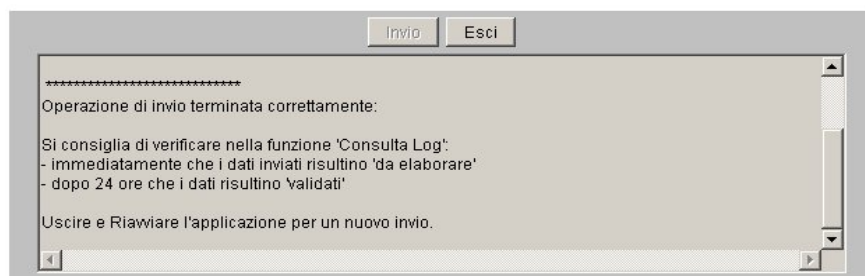 Invio Esci
****************************
Operazione di invio terminata correttamente:
Si consiglia di verificare nella funzione 'Consulta Log':
- immediatamente che i dati inviati risultino 'da elaborare'
- dopo 24 ore che i dati risultino 'validati'
Uscire e Riavviare l'applicazione per un nuovo invio.